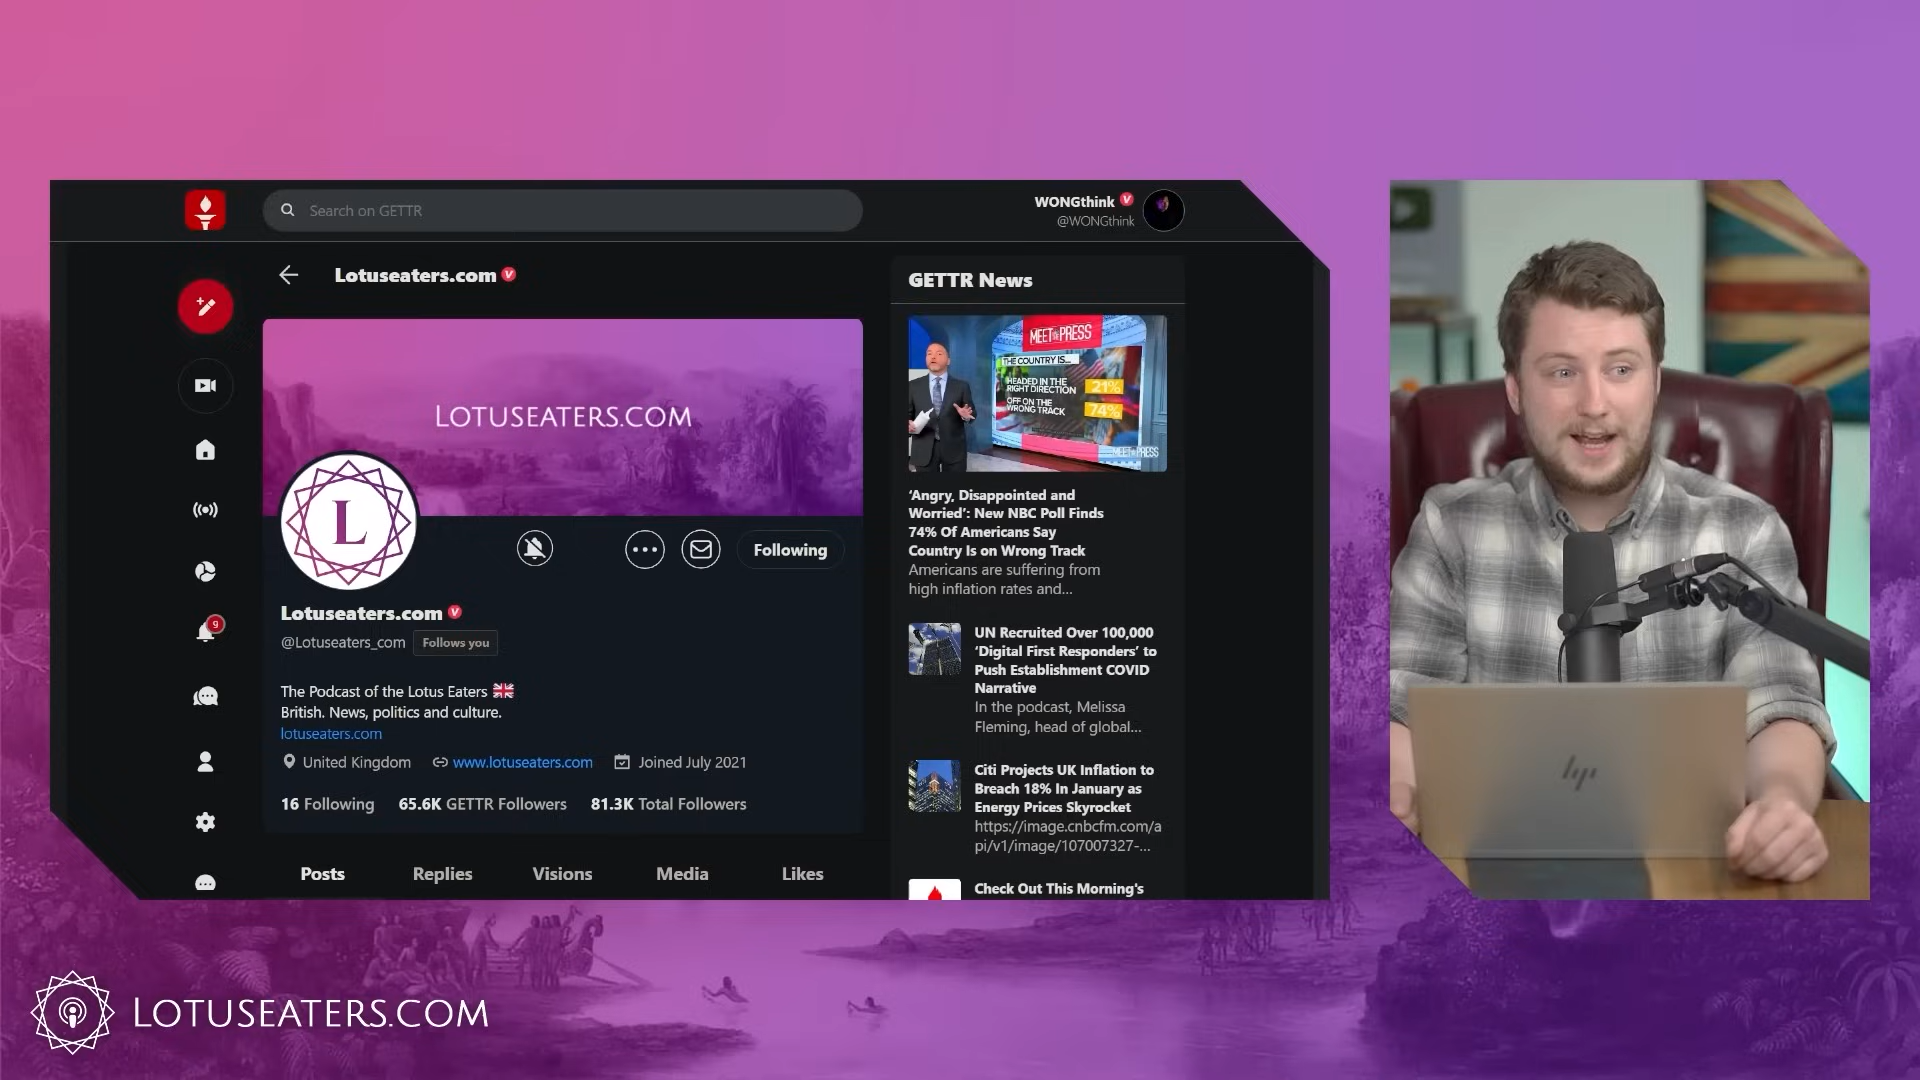 Search on GETTR
WONGthink
@WONGthink
Lotuseaters.com
LOTUSEATERS.COM
L
Following
Lotuseaters.com
@Lotuseaters_com
Follows you
The Podcast of the Lotus Eaters
British. News, politics and culture.
lotuseaters.com
United Kingdom
www.lotuseaters.com
Joined July 2021
16 Following
65.6K GETTR Followers
81.3K Total Followers
Posts
Replies
Visions
Media
Likes
9
GETTR News
MEET THE PRESS
THE COUNTRY IS...
HEADED IN THE
RIGHT DIRECTION
21%
OFF ON THE
WRONG TRACK
74%
MEET THE PRESS
‘Angry, Disappointed and
Worried’: New NBC Poll Finds
74% Of Americans Say
Country Is on Wrong Track
Americans are suffering from
high inflation rates and...
UN Recruited Over 100,000
‘Digital First Responders’ to
Push Establishment COVID
Narrative
In the podcast, Melissa
Fleming, head of global...
Citi Projects UK Inflation to
Breach 18% In January as
Energy Prices Skyrocket
https://image.cnbcfm.com/a
pi/v1/image/107007327-...
Check Out This Morning's
hp
LOTUSEATERS.COM